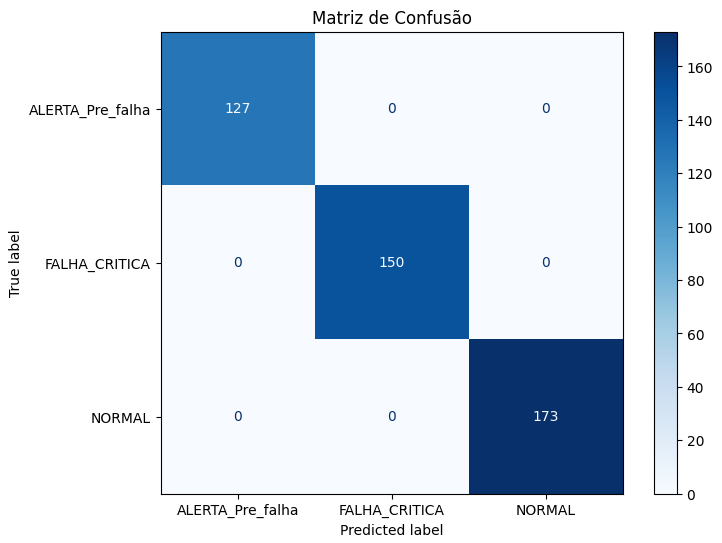 Matriz de Confusão
True label
ALERTA_Pre_falha
127 0 0
FALHA_CRITICA
0 150 0
NORMAL
0 0 173
ALERTA_Pre_falha FALHA_CRITICA NORMAL
Predicted label
160
140
120
100
80
60
40
20
0